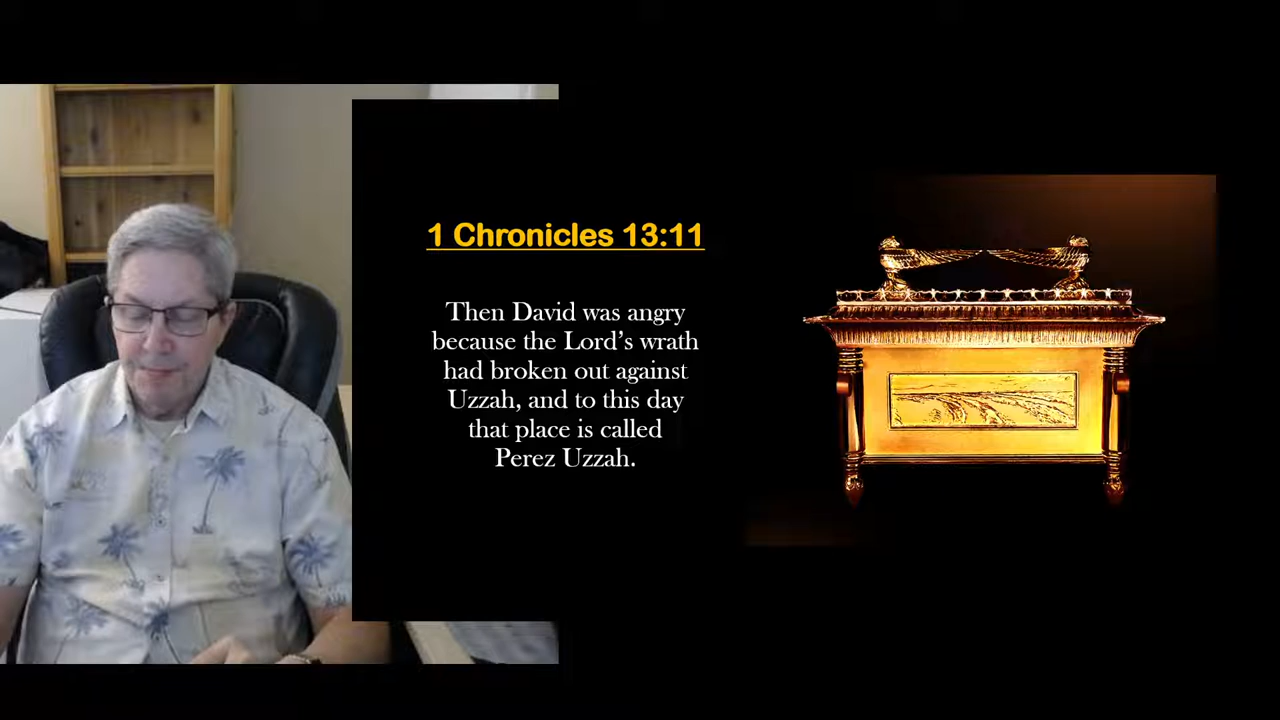 1 Chronicles 13:11
Then David was angry
because the Lord’s wrath
had broken out against
Uzzah, and to this day
that place is called
Perez Uzzah.